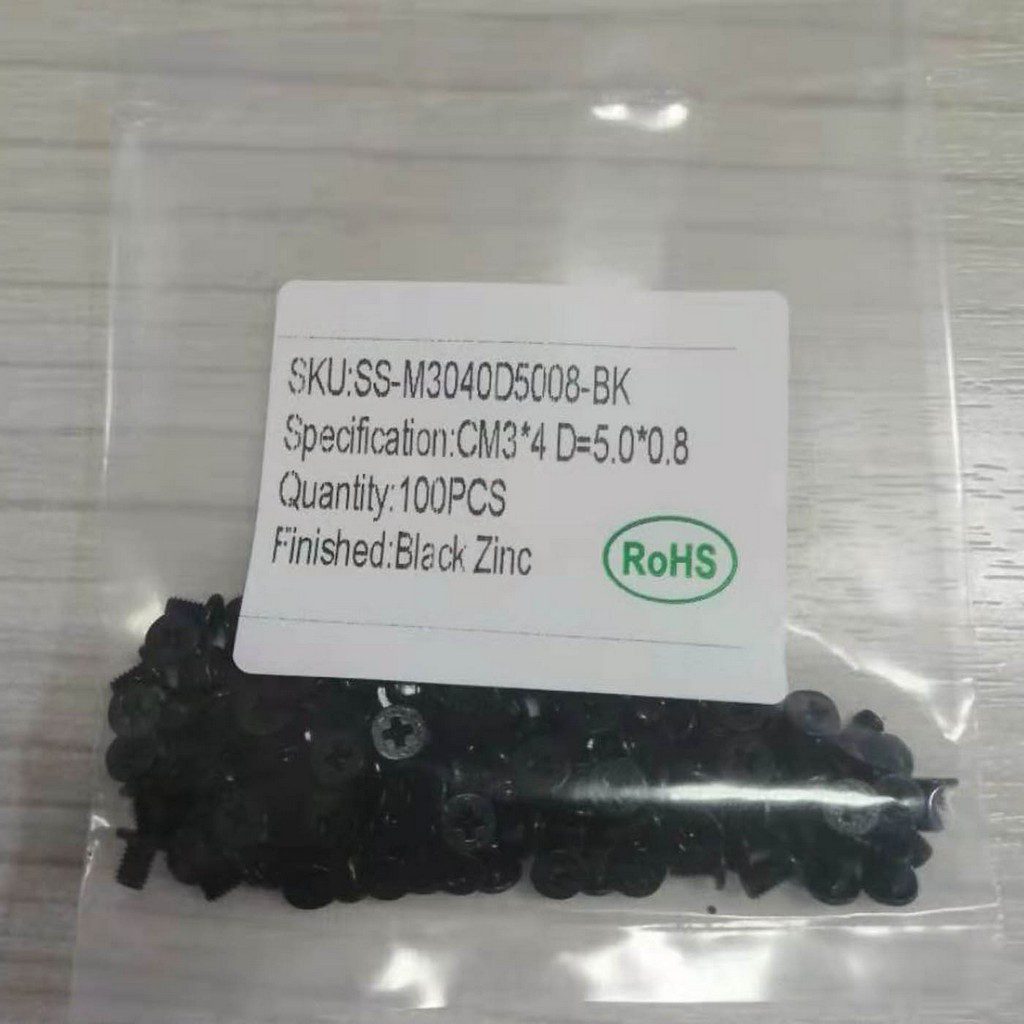 SKU:SS-M3040D5008-BK
Specification:CM3*4 D=5.0*0.8
Quantity:100PCS
Finished:Black Zinc
RoHS